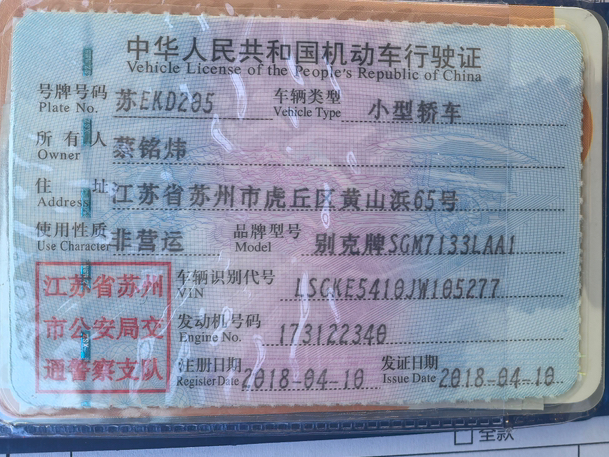 中华人民共和国机动车行驶证
Vehicle License of the People's Republic of China
号牌号码 苏EKD205 车辆类型 小型轿车
Plate No. Vehicle Type
所有人 蔡铭炜
Owner
住址 江苏省苏州市虎丘区黄山浜65号
Address
使用性质 非营运 品牌型号 别克牌SGM7133LAA1
Use Character Model
江苏省苏州
市公安局交
通警察支队
车辆识别代号 LSGKE5410JW105277
VIN
发动机号码 173122340
Engine No.
注册日期 2018-04-10 发证日期 2018-04-10
Register Date Issue Date
全款